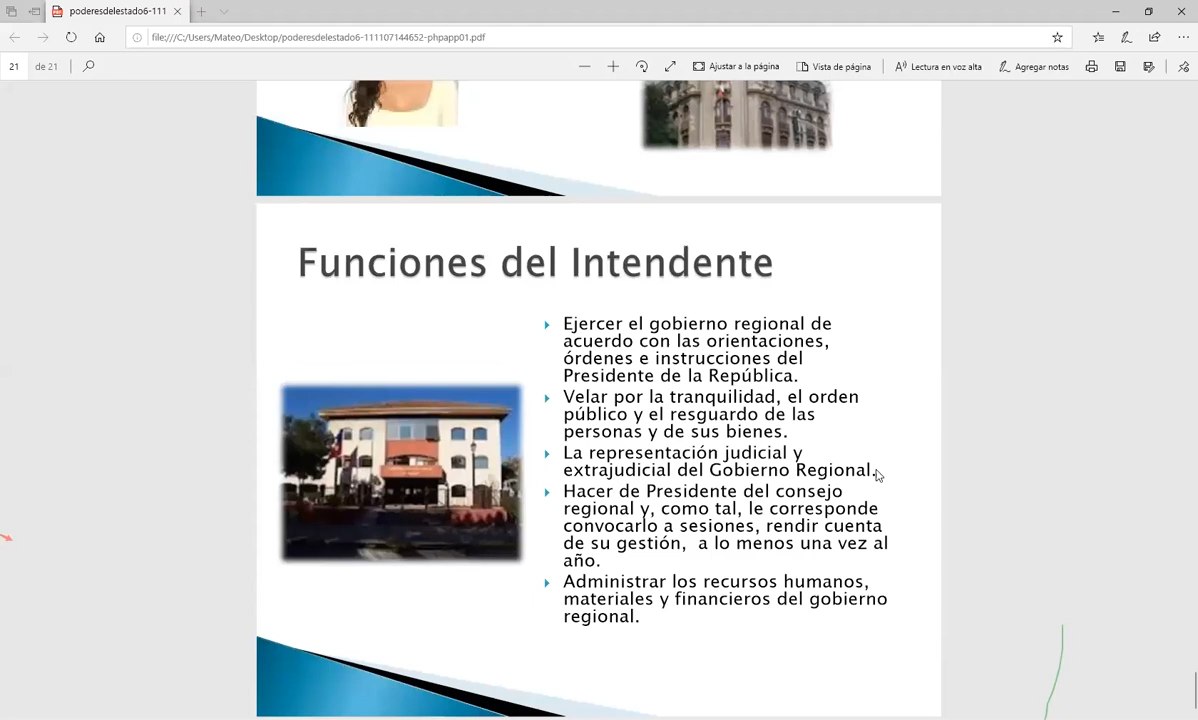 poderesdelestado6-111
file:///C:/Users/Mateo/Desktop/poderesdelestado6-111107144652-phpapp01.pdf
21 de 21
Ajustar a la página
Vista de página
Lectura en voz alta
Agregar notas
Funciones del Intendente
Ejercer el gobierno regional de
acuerdo con las orientaciones,
órdenes e instrucciones del
Presidente de la República.
Velar por la tranquilidad, el orden
público y el resguardo de las
personas y de sus bienes.
La representación judicial y
extrajudicial del Gobierno Regional.
Hacer de Presidente del consejo
regional y, como tal, le corresponde
convocarlo a sesiones, rendir cuenta
de su gestión, a lo menos una vez al
año.
Administrar los recursos humanos,
materiales y financieros del gobierno
regional.